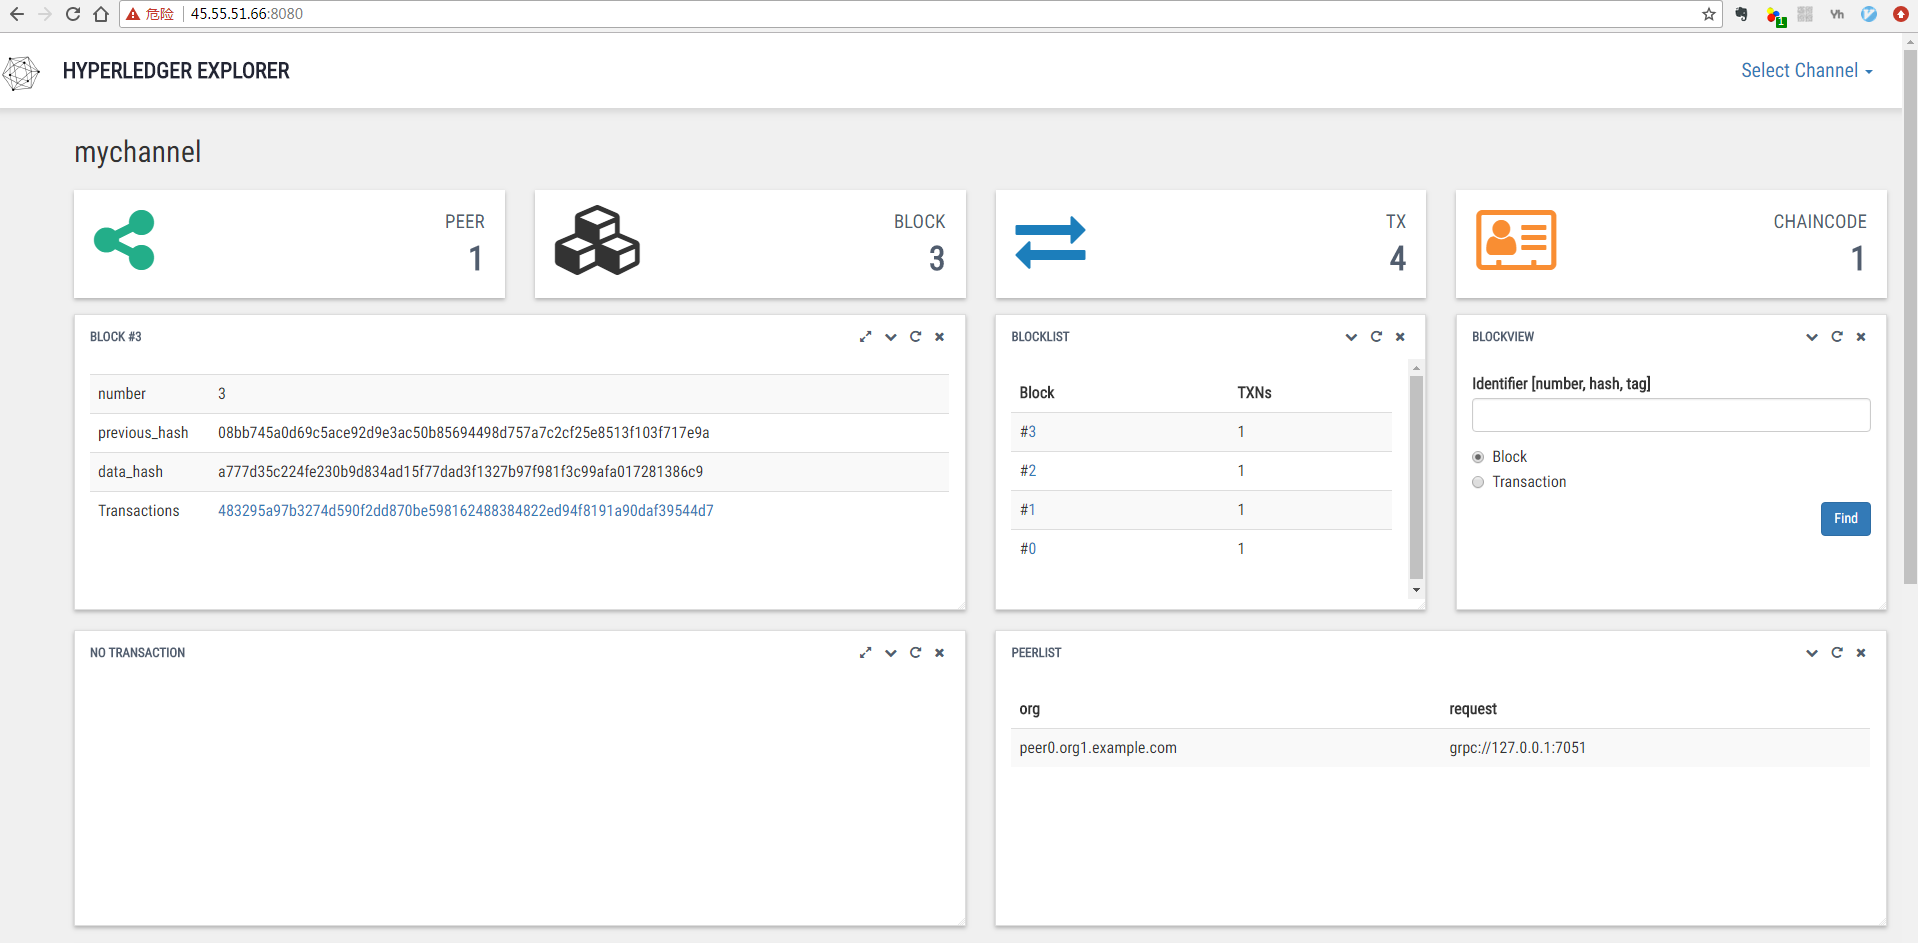 危险 45.55.51.66:8080
1
Yh
HYPERLEDGER EXPLORER
Select Channel
mychannel
PEER
1
BLOCK
3
TX
4
CHAINCODE
1
BLOCK #3
number 3
previous_hash 08bb745a0d69c5ace92d9e3ac50b85694498d757a7c2cf25e8513f103f717e9a
data_hash a777d35c224fe230b9d834ad15f77dad3f1327b97f981f3c99afa017281386c9
Transactions 483295a97b3274d590f2dd870be598162488384822ed94f8191a90daf39544d7
BLOCKLIST
Block TXNs
#3 1
#2 1
#1 1
#0 1
BLOCKVIEW
Identifier [number, hash, tag]
Block
Transaction
Find
NO TRANSACTION
PEERLIST
org request
peer0.org1.example.com grpc://127.0.0.1:7051